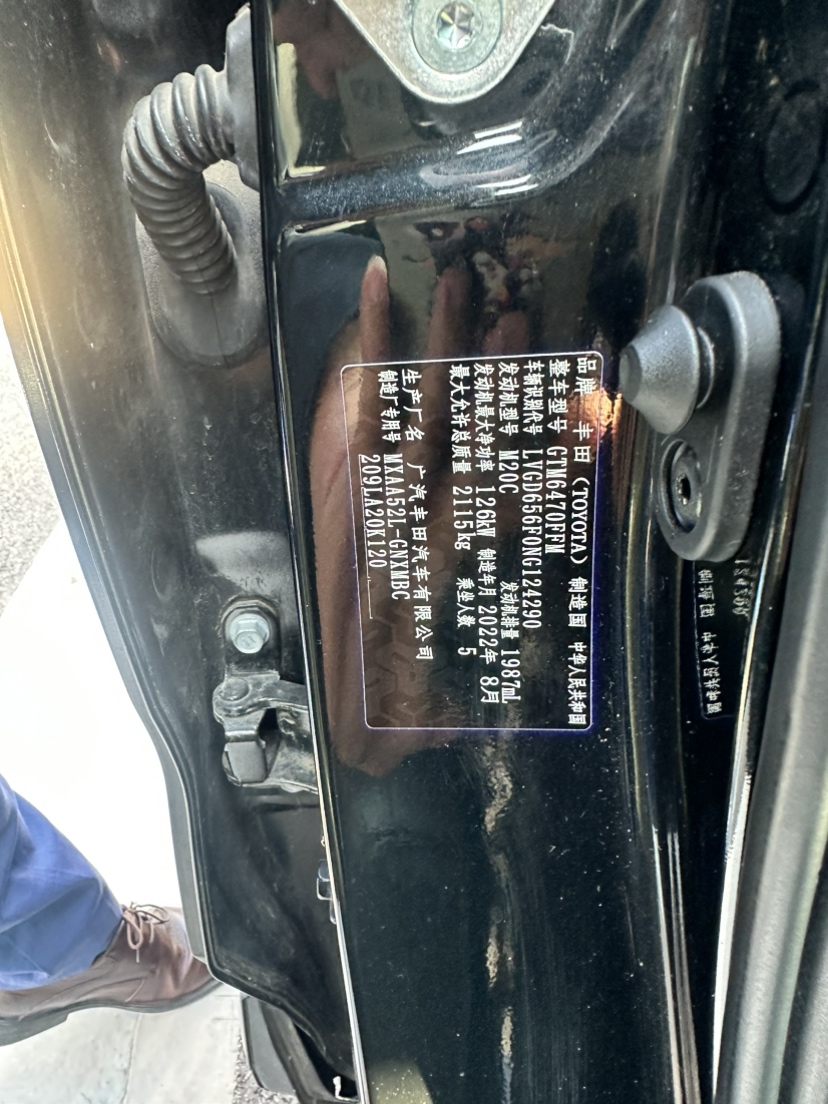 品牌 丰田 (TOYOTA) 制造国 中华人民共和国
整车型号 GTM6470FFM
车辆识别代号 LVGD656F0NG124290
发动机型号 M20C 发动机排量 1987mL
发动机最大净功率 126kW 制造年月 2022年 8月
最大允许总质量 2115kg 乘坐人数 5
生产厂名 广汽丰田汽车有限公司
制造厂专用号 MXAA52L-GNXMBC
209LA20K120